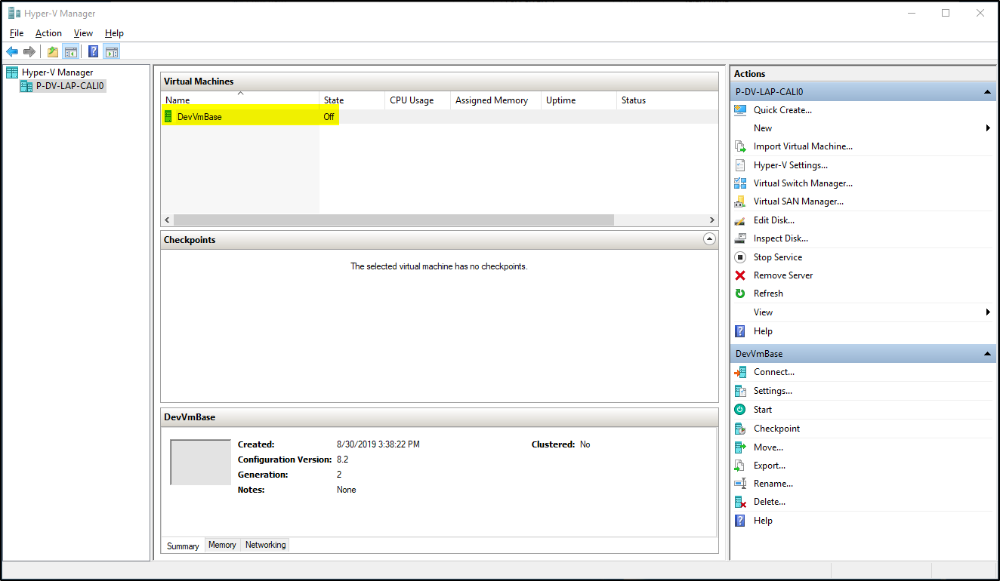 Hyper-V Manager
File Action View Help
Hyper-V Manager
P-DV-LAP-CALI0
Virtual Machines
Name State CPU Usage Assigned Memory Uptime Status
DevVmBase Off
Checkpoints
The selected virtual machine has no checkpoints.
DevVmBase
Created: 8/30/2019 3:38:22 PM Clustered: No
Configuration Version: 8.2
Generation: 2
Notes: None
Summary Memory Networking
Actions
P-DV-LAP-CALI0
Quick Create...
New
Import Virtual Machine...
Hyper-V Settings...
Virtual Switch Manager...
Virtual SAN Manager...
Edit Disk...
Inspect Disk...
Stop Service
Remove Server
Refresh
View
Help
DevVmBase
Connect...
Settings...
Start
Checkpoint
Move...
Export...
Rename...
Delete...
Help